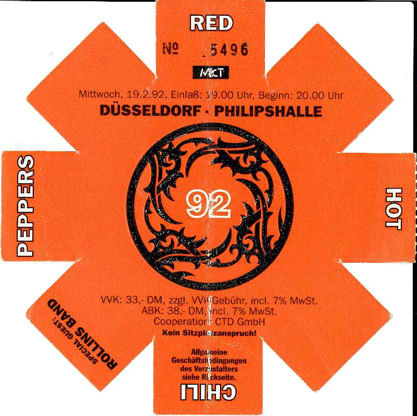 RED
Nº 5496
MCT
Mittwoch, 19.2.92, Einlaß: 19.00 Uhr, Beginn: 20.00 Uhr
DÜSSELDORF · PHILIPSHALLE
PEPPERS
HOT
92
VVK: 33,- DM, zzgl. VVK-Gebühr, incl. 7% MwSt.
ABK: 38,- DM, incl. 7% MwSt.
Cooperation: CTD GmbH
Kein Sitzplatzanspruch!
SPECIAL GUEST:
ROLLINS BAND
Allgemeine
Geschäftsbedingungen
des Veranstalters
siehe Rückseite.
CHILI